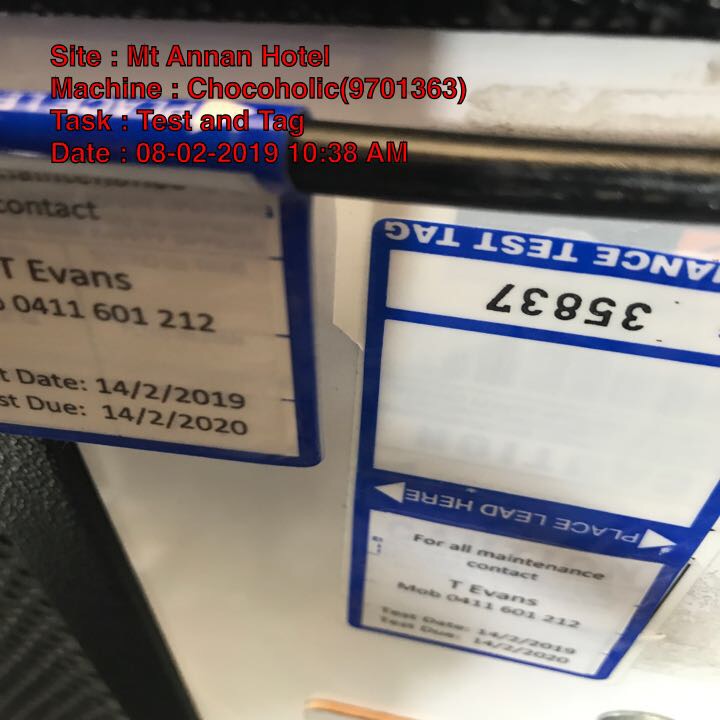 Site : Mt Annan Hotel
Machine : Chocoholic(9701363)
Task : Test and Tag
Date : 08-02-2019 10:38 AM
contact
T Evans
0411 601 212
Date: 14/2/2019
Due: 14/2/2020
TEST TAG
35837
PLACE LEAD HERE
For all maintenance
contact
T Evans
Mob 0411 601 212
Test Date: 14/2/2019
Test Due: 14/2/2020